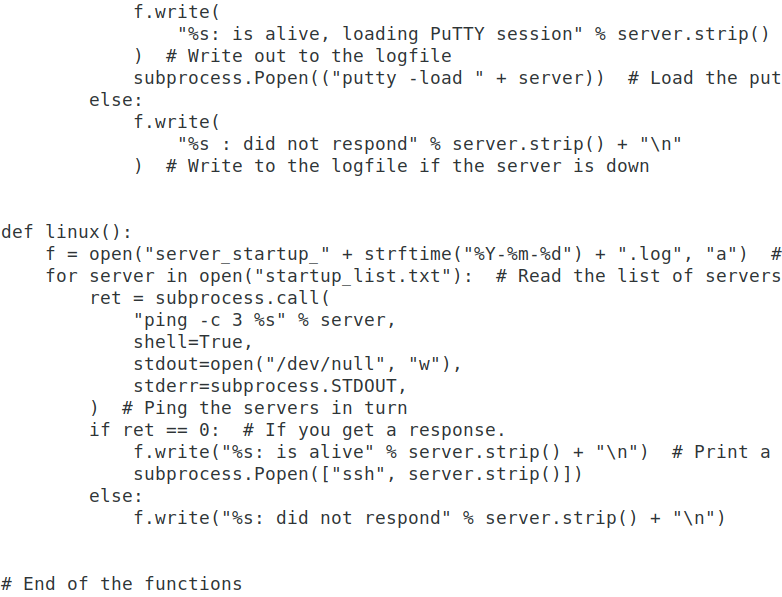 f.write(
                "%s: is alive, loading PuTTY session" % server.strip()
            )  # Write out to the logfile
            subprocess.Popen(("putty -load " + server))  # Load the put
        else:
            f.write(
                "%s : did not respond" % server.strip() + "\n"
            )  # Write to the logfile if the server is down


def linux():
    f = open("server_startup_" + strftime("%Y-%m-%d") + ".log", "a")  #
    for server in open("startup_list.txt"):  # Read the list of servers
        ret = subprocess.call(
            "ping -c 3 %s" % server,
            shell=True,
            stdout=open("/dev/null", "w"),
            stderr=subprocess.STDOUT,
        )  # Ping the servers in turn
        if ret == 0:  # If you get a response.
            f.write("%s: is alive" % server.strip() + "\n")  # Print a
            subprocess.Popen(["ssh", server.strip()])
        else:
            f.write("%s: did not respond" % server.strip() + "\n")


# End of the functions